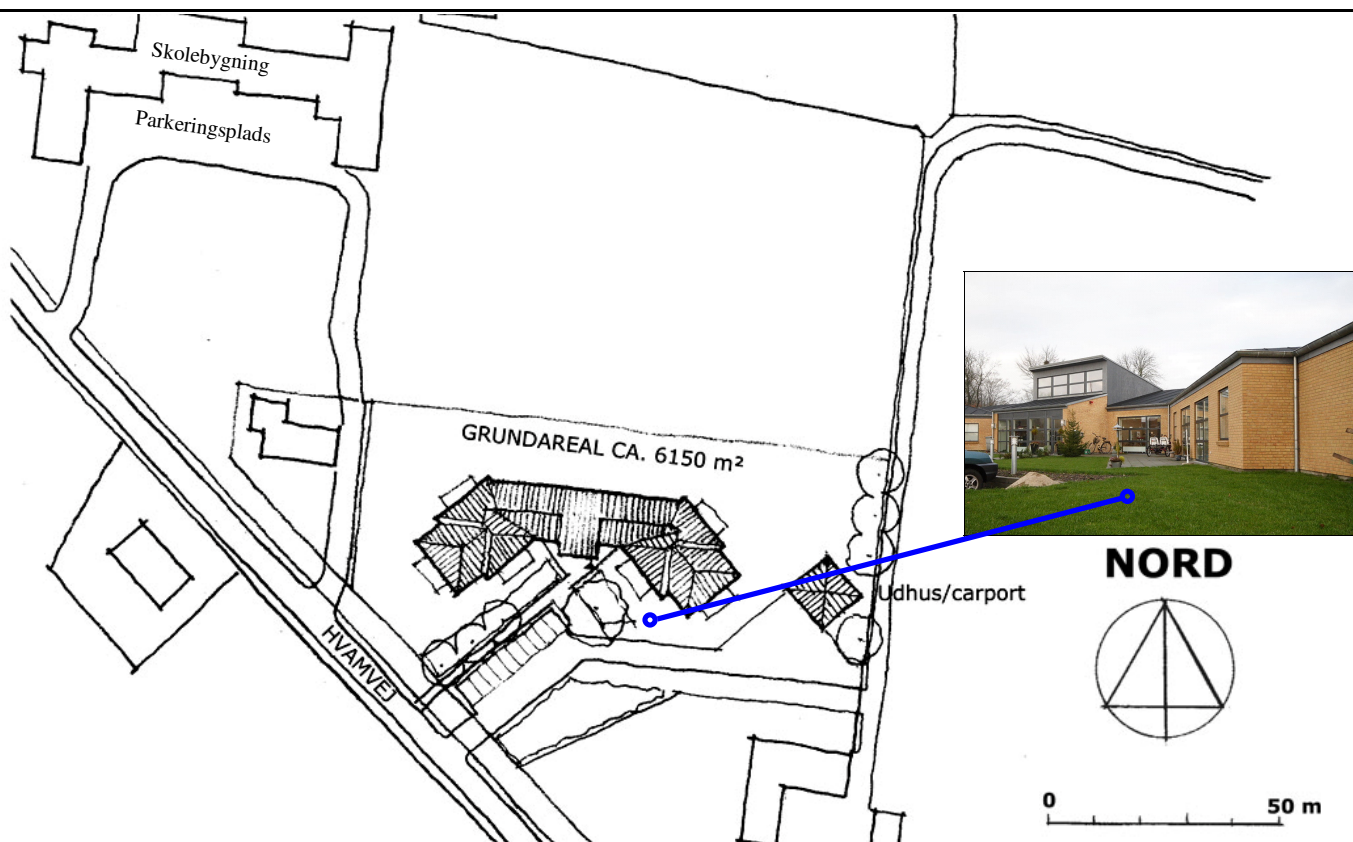 Skolebygning
Parkeringsplads
GRUNDAREAL CA. 6150 m²
NORD
Udhus/carport
HVAMVEJ
0
50 m